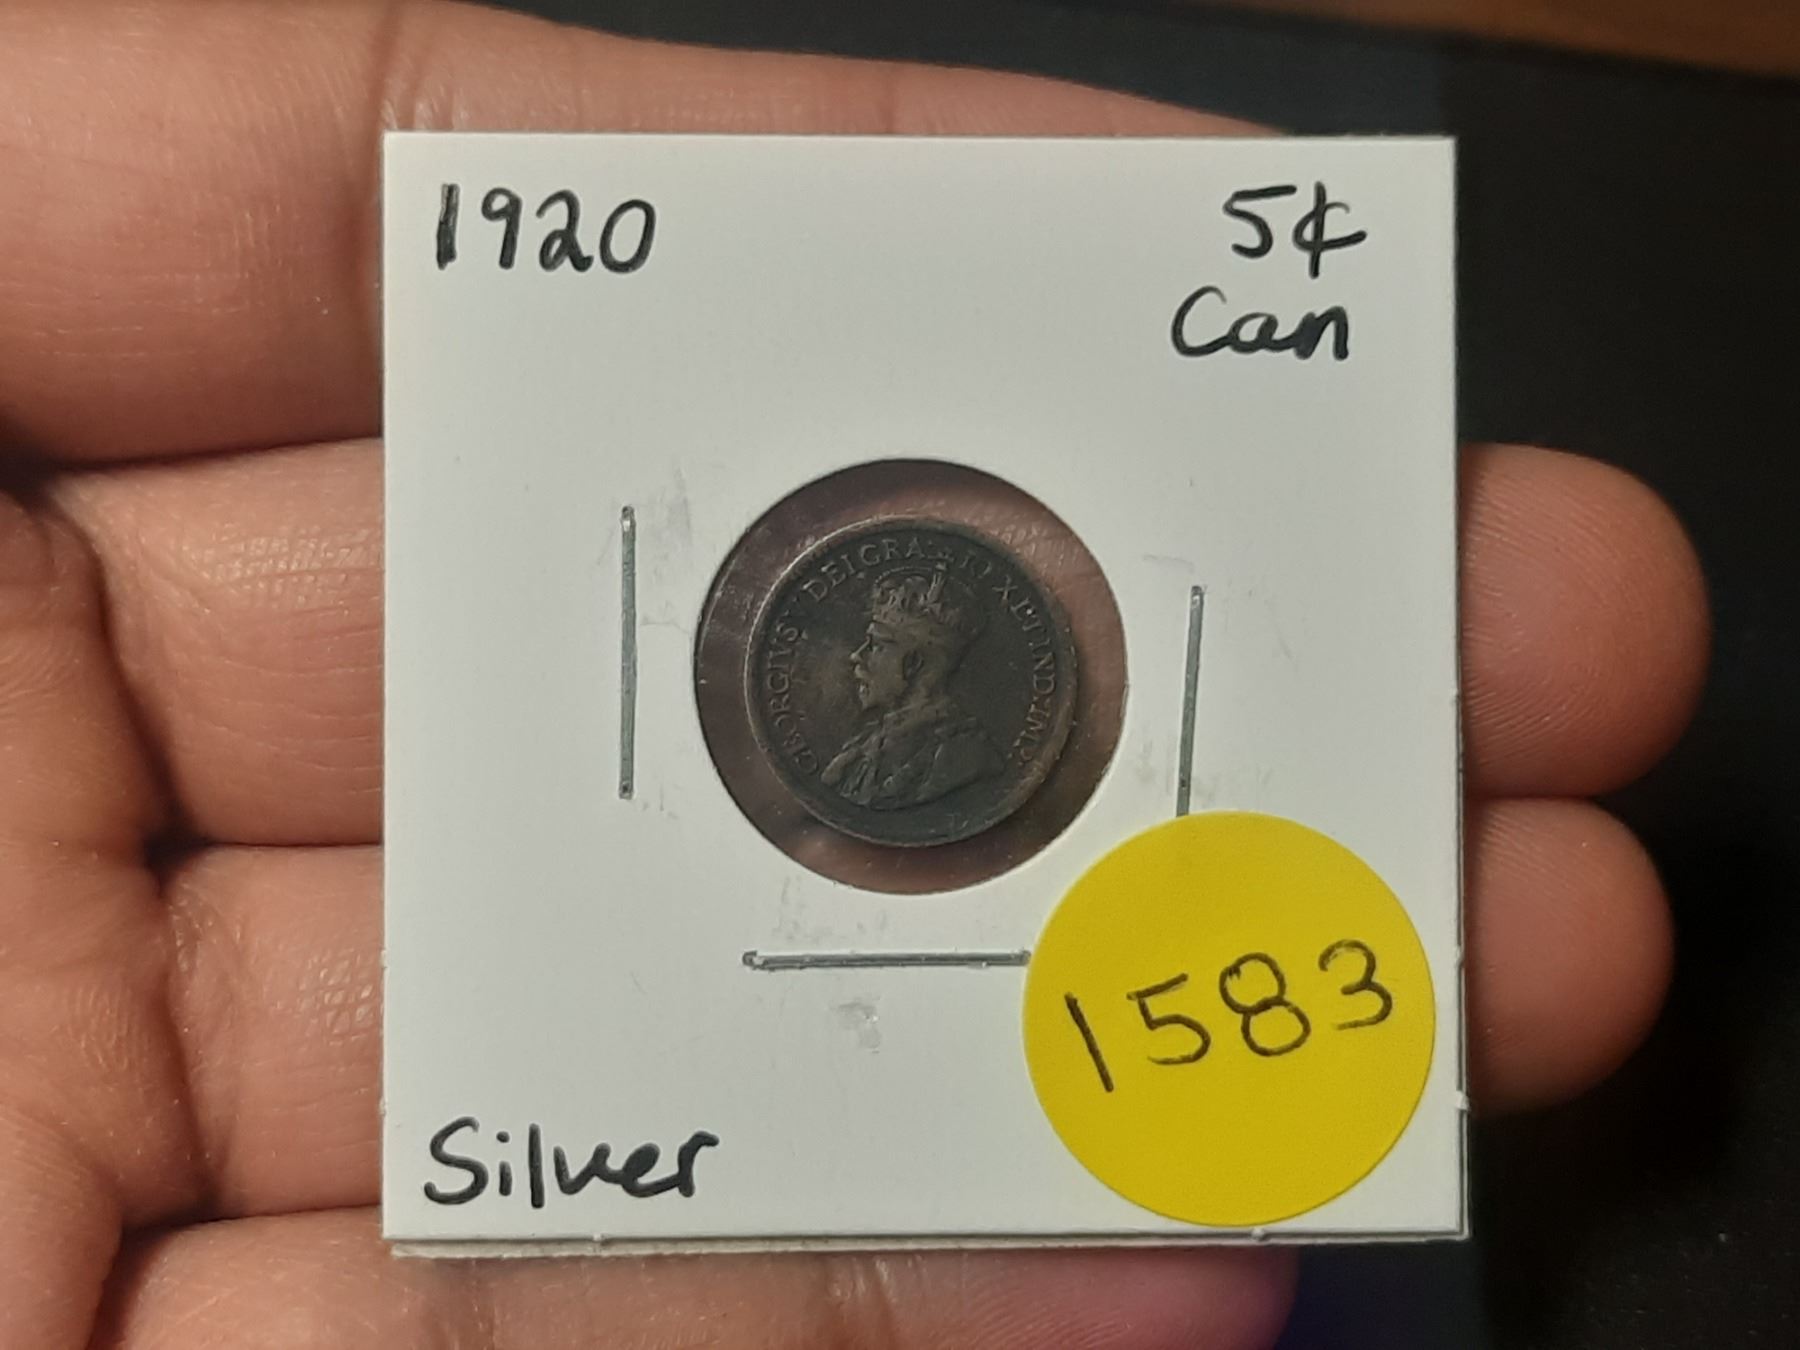 1920
5¢
Can
GEORGIVS V DEI GRA: REX ET IND: IMP:
1583
Silver